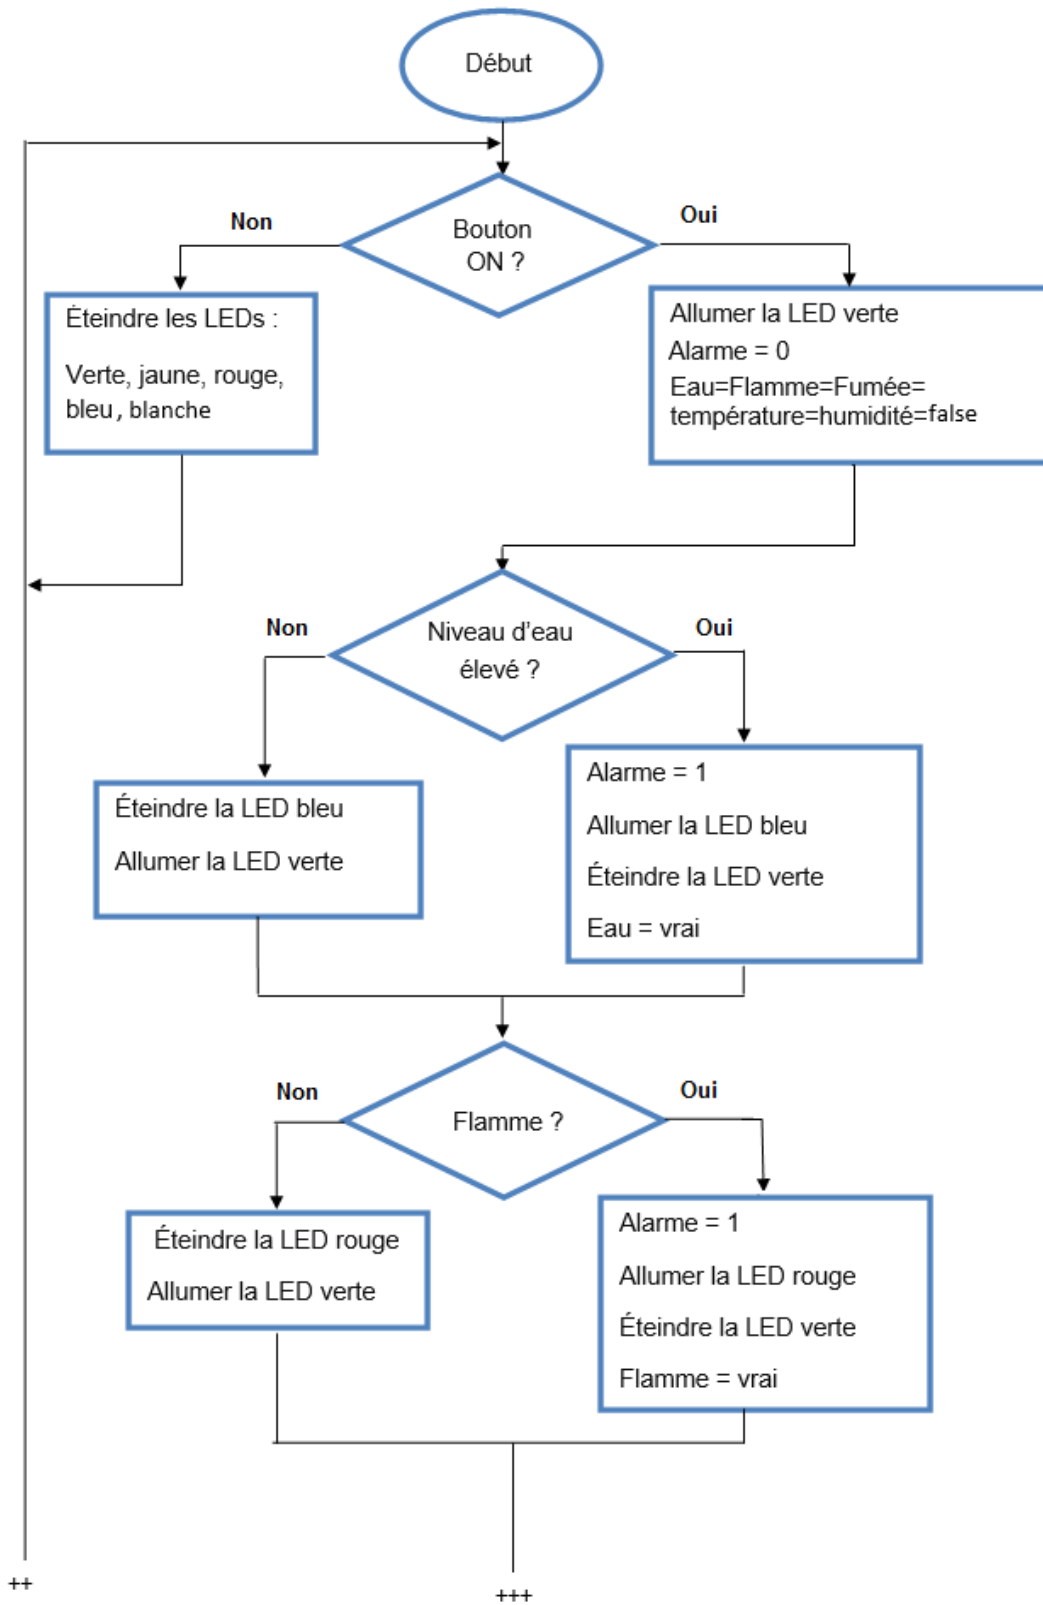 Début
Non
Oui
Bouton
ON ?
Éteindre les LEDs :
Verte, jaune, rouge,
bleu, blanche
Allumer la LED verte
Alarme = 0
Eau=Flamme=Fumée=
température=humidité=false
Non
Niveau d'eau
élevé ?
Oui
Éteindre la LED bleu
Allumer la LED verte
Alarme = 1
Allumer la LED bleu
Éteindre la LED verte
Eau = vrai
Non
Flamme ?
Oui
Éteindre la LED rouge
Allumer la LED verte
Alarme = 1
Allumer la LED rouge
Éteindre la LED verte
Flamme = vrai
++
+++